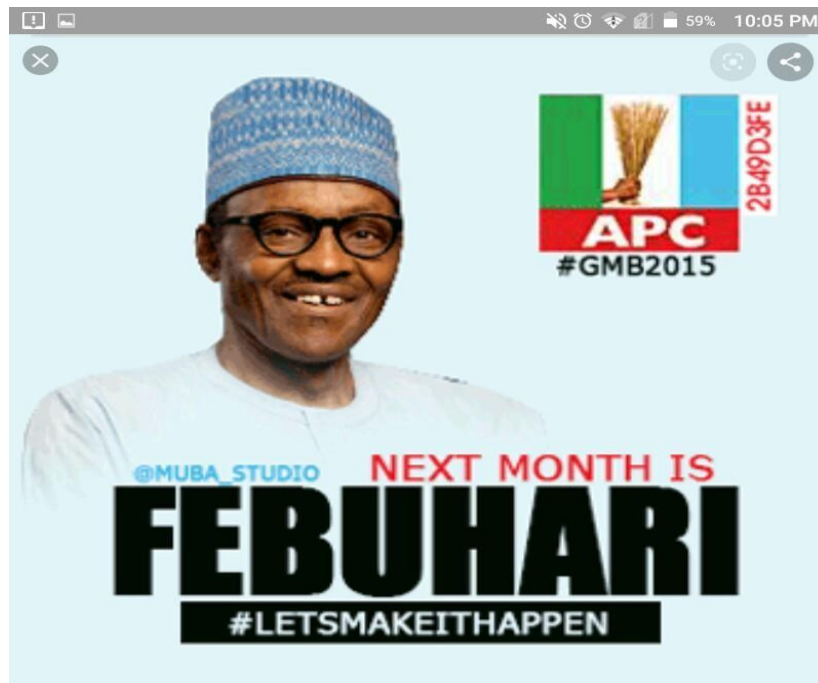 59% 10:05 PM
2B49D3FE
APC
#GMB2015
@MUBA_STUDIO NEXT MONTH IS
FEBUHARI
#LETSMAKEITHAPPEN